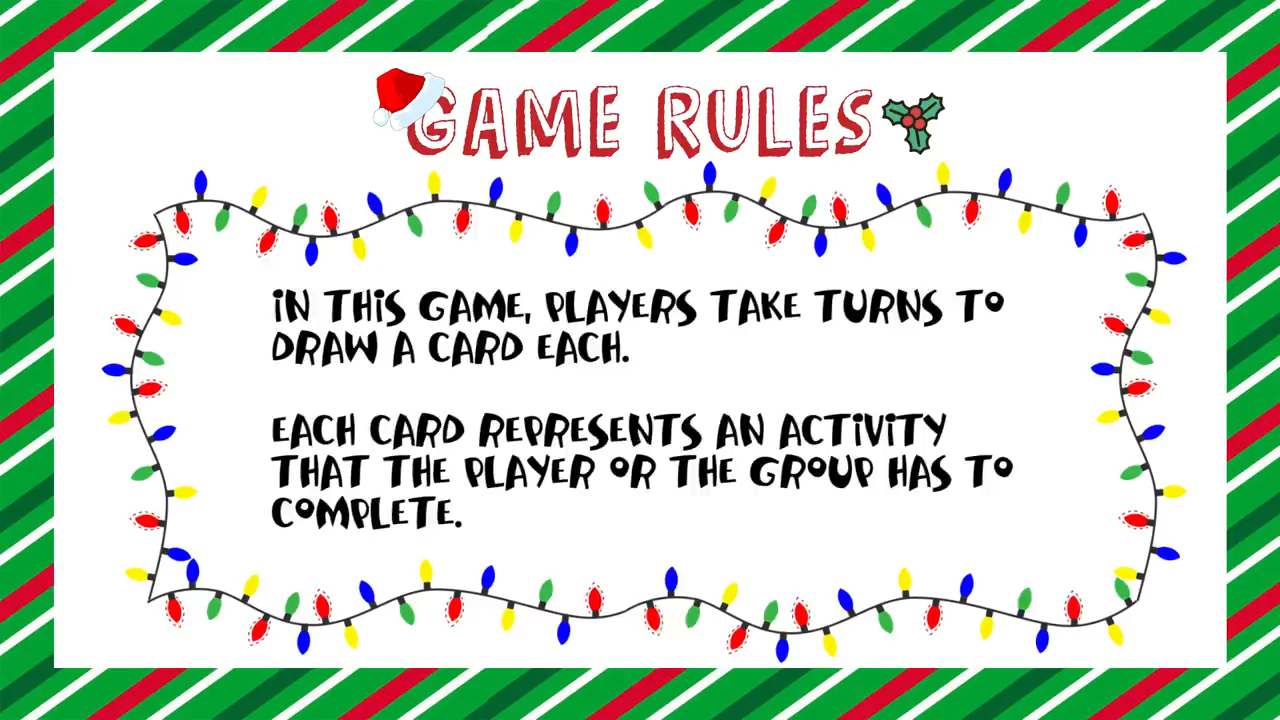 GAME RULES
IN THIS GAME, PLAYERS TAKE TURNS TO
DRAW A CARD EACH.
EACH CARD REPRESENTS AN ACTIVITY
THAT THE PLAYER OR THE GROUP HAS TO
COMPLETE.